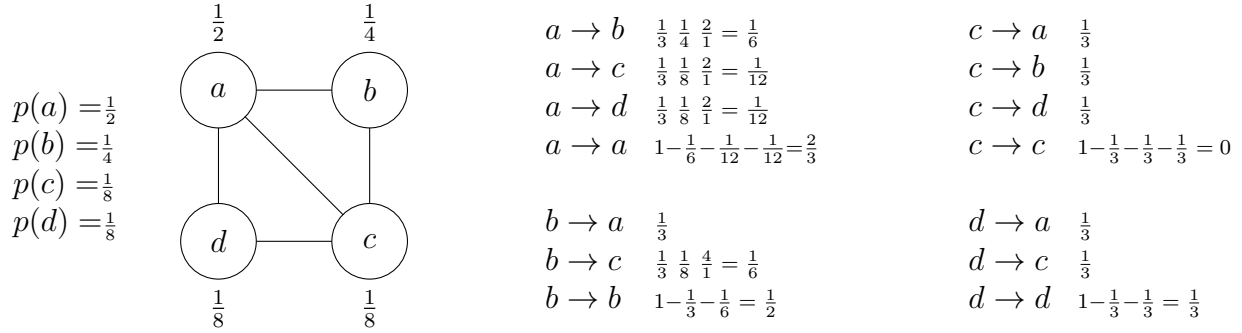 p(a) = 1/2
p(b) = 1/4
p(c) = 1/8
p(d) = 1/8
1/2 1/4
a b
d c
1/8 1/8
a → b 1/3 1/4 2/1 = 1/6
a → c 1/3 1/8 2/1 = 1/12
a → d 1/3 1/8 2/1 = 1/12
a → a 1 − 1/6 − 1/12 − 1/12 = 2/3
b → a 1/3
b → c 1/3 1/8 4/1 = 1/6
b → b 1 − 1/3 − 1/6 = 1/2
c → a 1/3
c → b 1/3
c → d 1/3
c → c 1 − 1/3 − 1/3 − 1/3 = 0
d → a 1/3
d → c 1/3
d → d 1 − 1/3 − 1/3 = 1/3